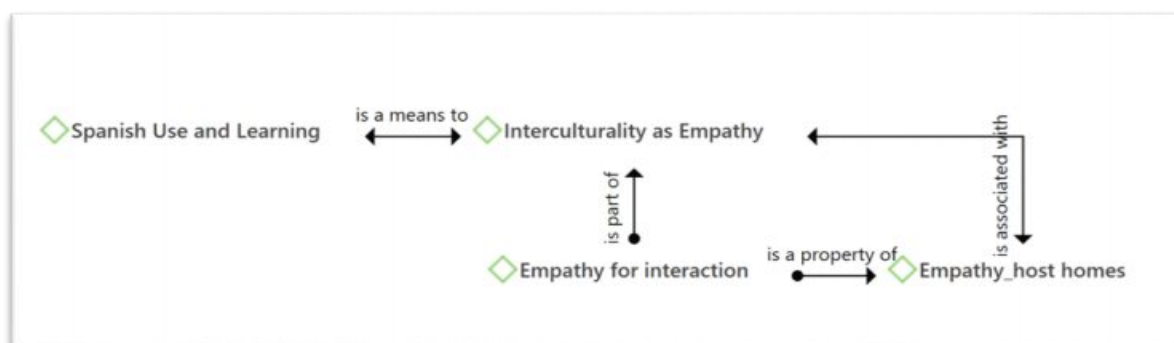 is a means to
Spanish Use and Learning
Interculturality as Empathy
is associated with
is part of
is a property of
Empathy for interaction
Empathy_host homes